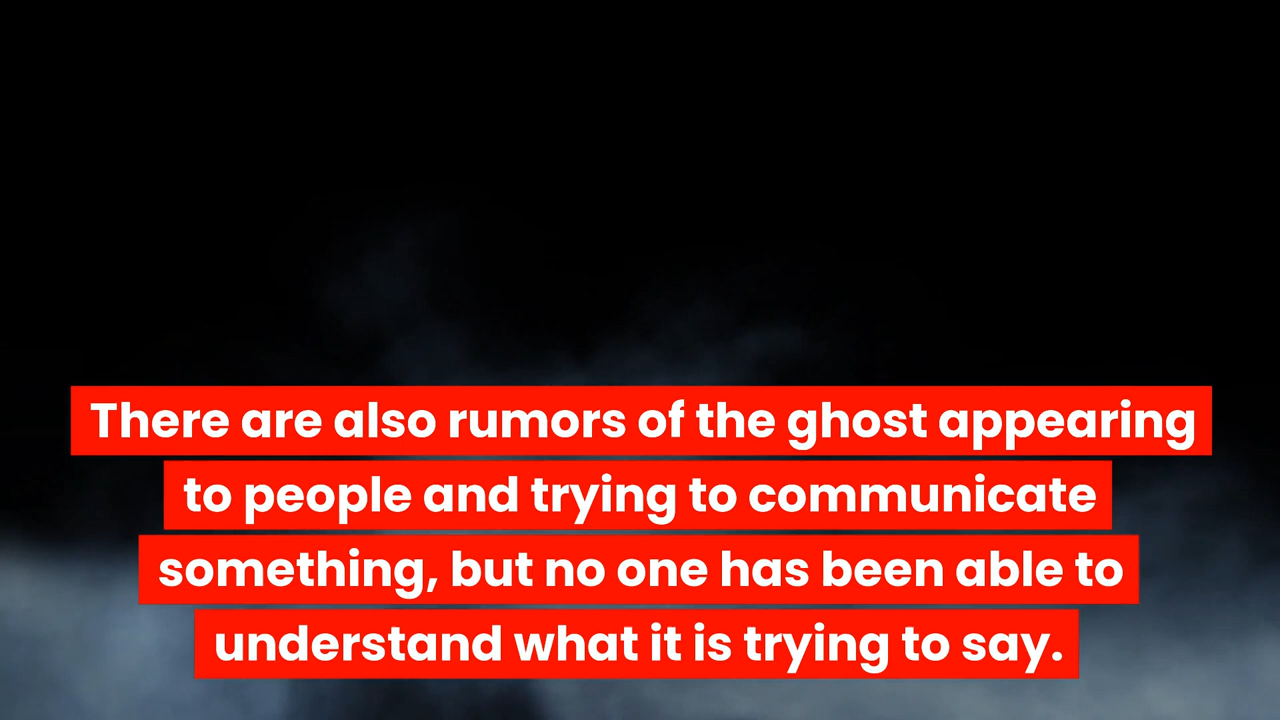 There are also rumors of the ghost appearing
to people and trying to communicate
something, but no one has been able to
understand what it is trying to say.